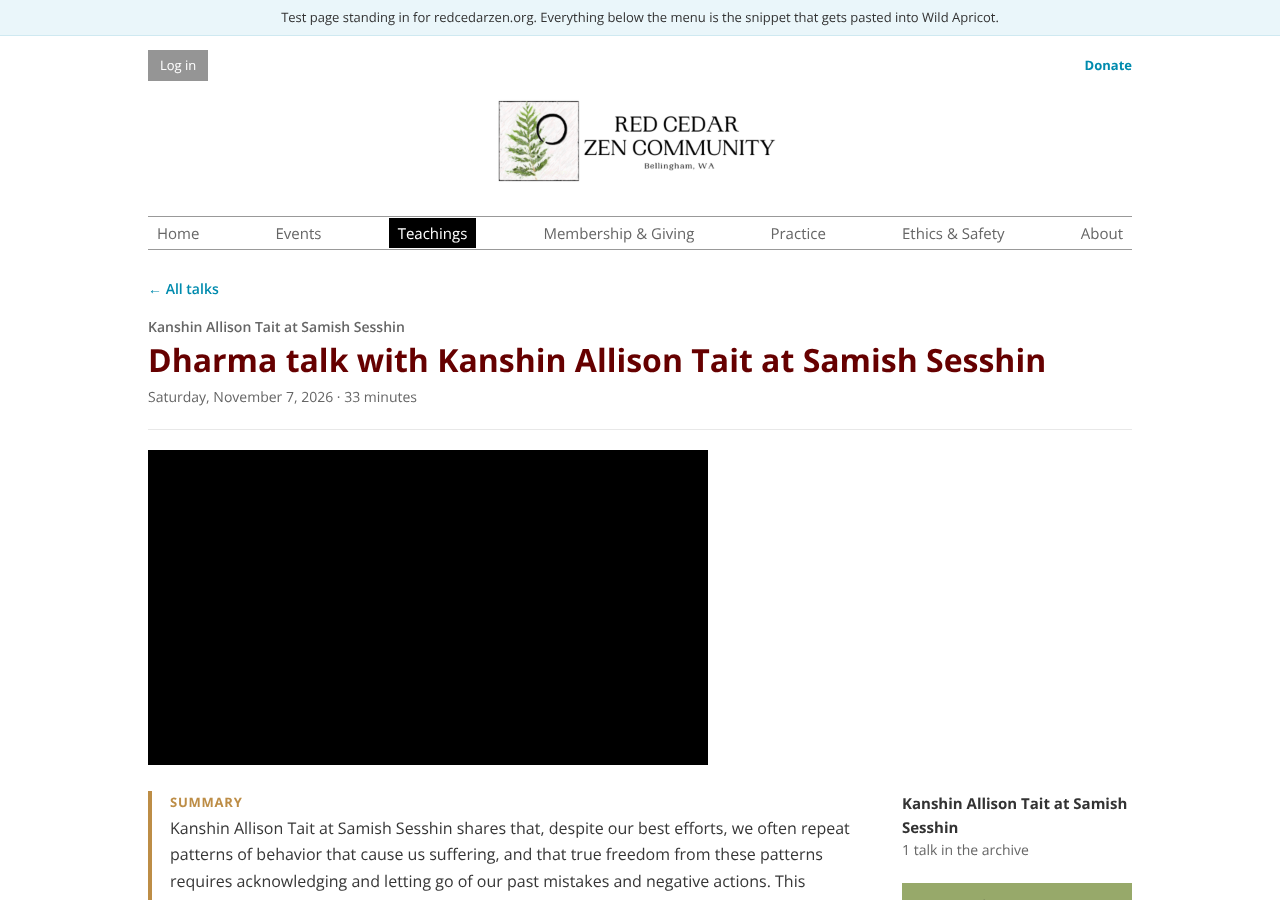 Test page standing in for redcedarzen.org. Everything below the menu is the snippet that gets pasted into Wild Apricot.
Log in
Donate
RED CEDAR
ZEN COMMUNITY
Bellingham, WA
Home
Events
Teachings
Membership & Giving
Practice
Ethics & Safety
About
← All talks
Kanshin Allison Tait at Samish Sesshin
Dharma talk with Kanshin Allison Tait at Samish Sesshin
Saturday, November 7, 2026 · 33 minutes
SUMMARY
Kanshin Allison Tait at Samish Sesshin shares that, despite our best efforts, we often repeat
patterns of behavior that cause us suffering, and that true freedom from these patterns
requires acknowledging and letting go of our past mistakes and negative actions. This
Kanshin Allison Tait at Samish
Sesshin
1 talk in the archive